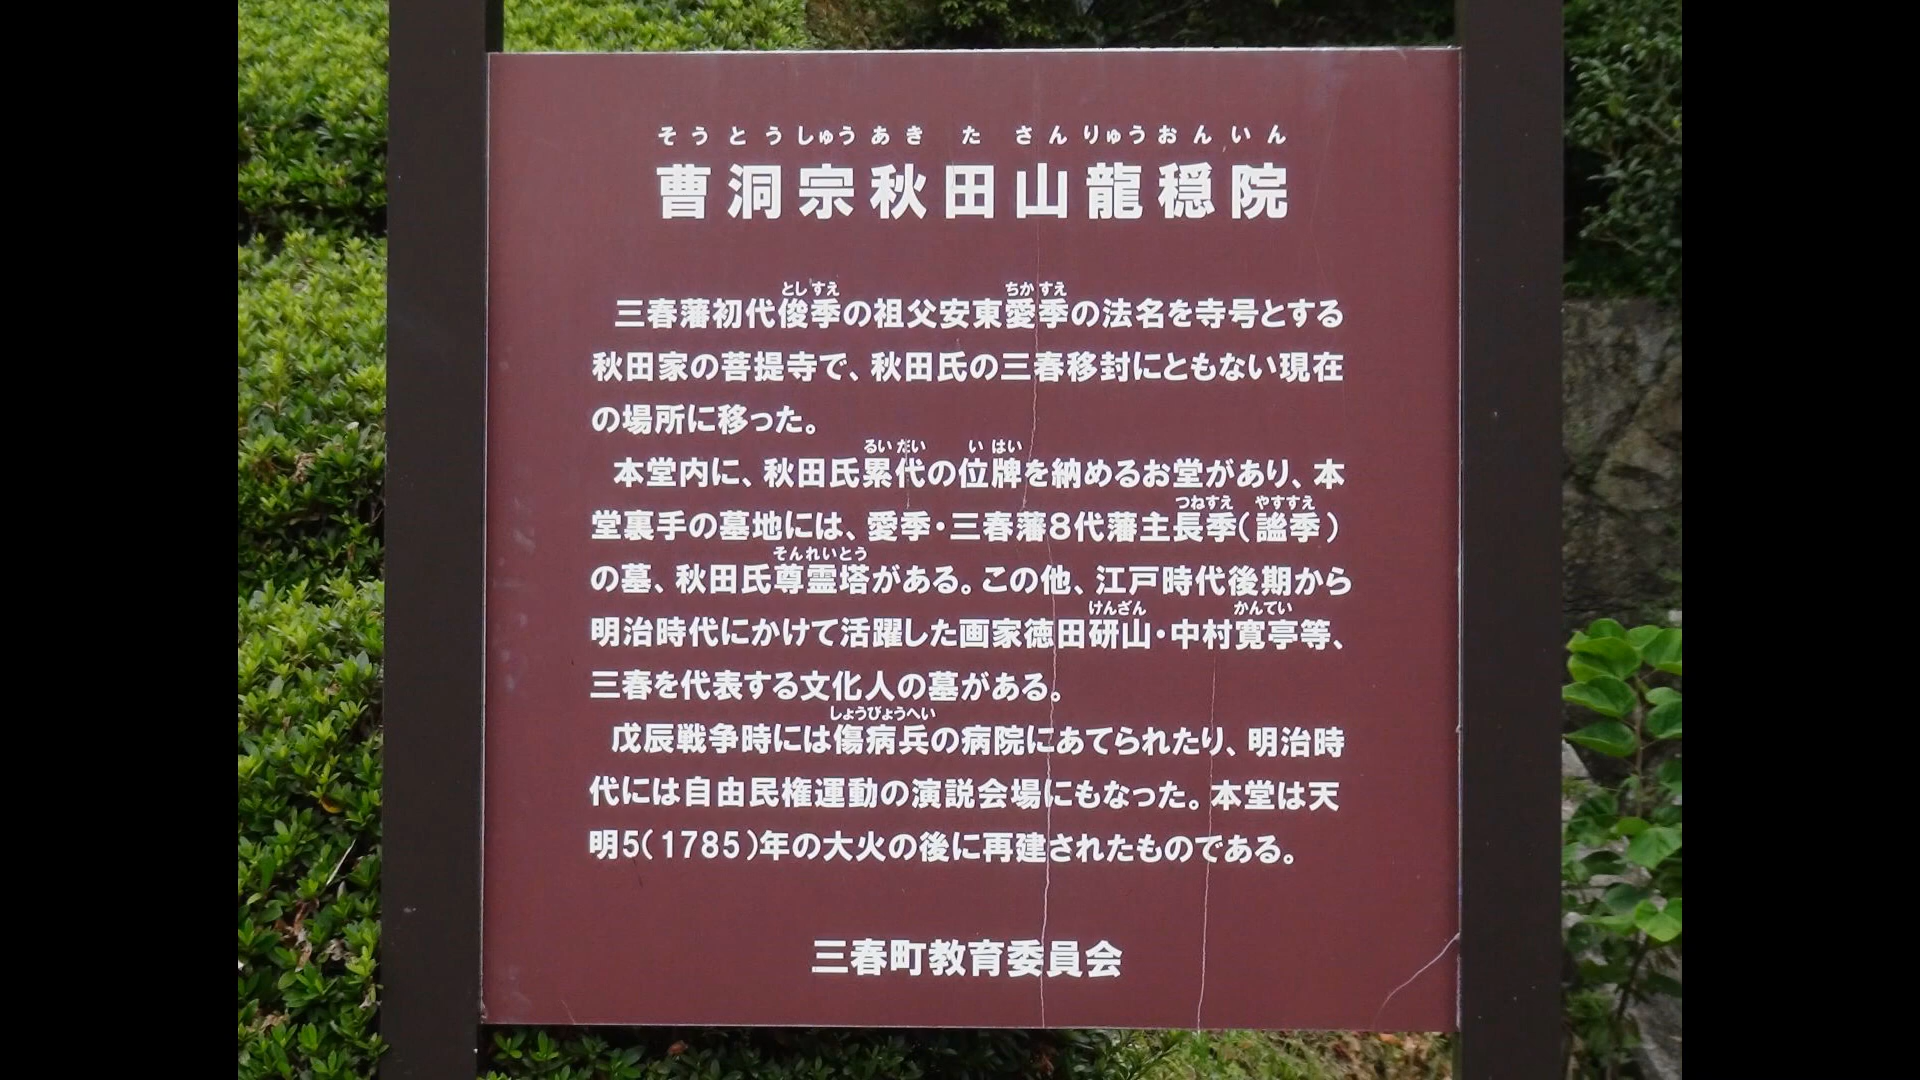 そうとうしゅうあきたさんりゅうおんいん
曹洞宗秋田山龍穏院
としすえ ちかすえ
三春藩初代俊季の祖父安東愛季の法名を寺号とする
秋田家の菩提寺で、秋田氏の三春移封にともない現在
の場所に移った。
るいだい いはい
本堂内に、秋田氏累代の位牌を納めるお堂があり、本
つねすえ やすすえ
堂裏手の墓地には、愛季・三春藩8代藩主長季(謐季)
そんれいとう
の墓、秋田氏尊霊塔がある。この他、江戸時代後期から
けんざん かんてい
明治時代にかけて活躍した画家徳田研山・中村寛亭等、
三春を代表する文化人の墓がある。
しょうびょうへい
戊辰戦争時には傷病兵の病院にあてられたり、明治時
代には自由民権運動の演説会場にもなった。本堂は天
明5(1785)年の大火の後に再建されたものである。
三春町教育委員会